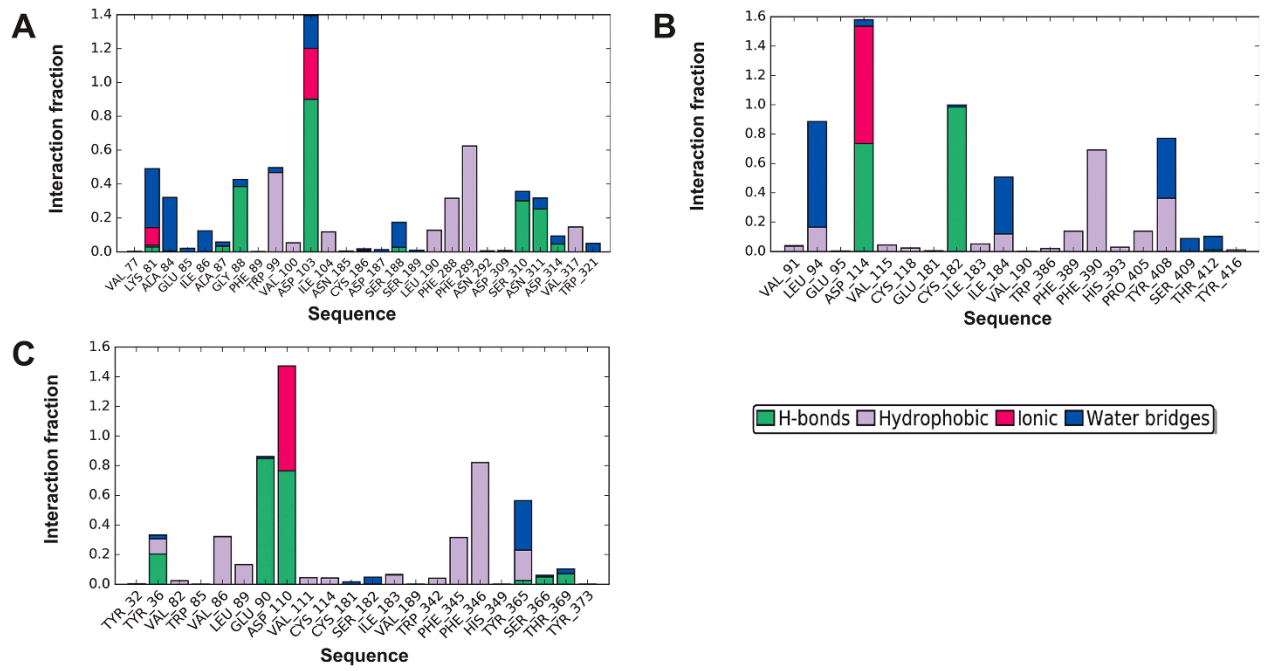 A
Interaction fraction
1.4
1.2
1.0
0.8
0.6
0.4
0.2
0.0
VAL_77
LYS_81
ALA_84
GLU_85
ILE_86
ALA_87
GLY_88
PHE_89
TRP_99
VAL_100
ASP_103
ILE_104
ASN_185
CYS_186
ASP_187
SER_188
SER_189
LEU_190
PHE_288
PHE_289
ASN_292
ASP_309
SER_310
ASN_311
ASP_314
VAL_317
TRP_321
Sequence
B
Interaction fraction
1.6
1.4
1.2
1.0
0.8
0.6
0.4
0.2
0.0
VAL_91
LEU_94
GLU_95
ASP_114
VAL_115
CYS_118
GLU_181
CYS_182
ILE_183
ILE_184
VAL_190
TRP_386
PHE_389
PHE_390
HIS_393
PRO_405
TYR_408
SER_409
THR_412
TYR_416
Sequence
C
Interaction fraction
1.6
1.4
1.2
1.0
0.8
0.6
0.4
0.2
0.0
TYR_32
TYR_36
VAL_82
TRP_85
VAL_86
LEU_89
GLU_90
ASP_110
VAL_111
CYS_114
CYS_181
SER_182
ILE_183
VAL_189
TRP_342
PHE_345
PHE_346
HIS_349
TYR_365
SER_366
THR_369
TYR_373
Sequence
H-bonds Hydrophobic Ionic Water bridges